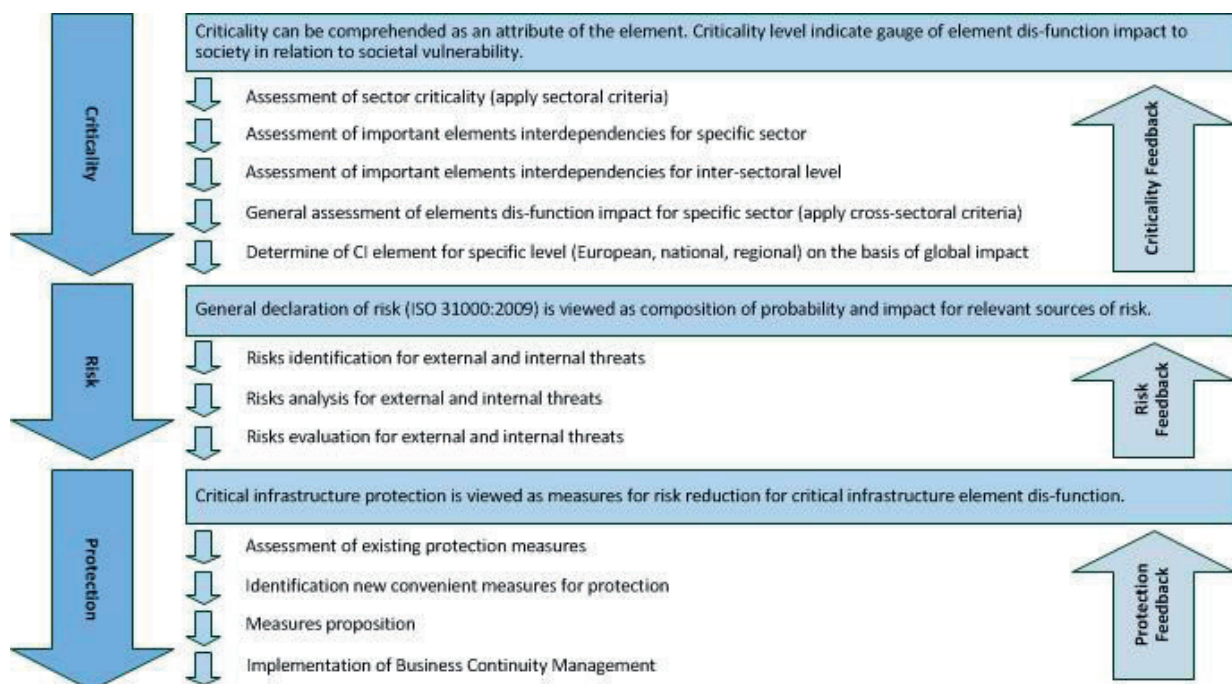 Criticality
Criticality can be comprehended as an attribute of the element. Criticality level indicate gauge of element dis-function impact to
society in relation to societal vulnerability.
Assessment of sector criticality (apply sectoral criteria)
Assessment of important elements interdependencies for specific sector
Assessment of important elements interdependencies for inter-sectoral level
General assessment of elements dis-function impact for specific sector (apply cross-sectoral criteria)
Determine of CI element for specific level (European, national, regional) on the basis of global impact
Criticality Feedback
Risk
General declaration of risk (ISO 31000:2009) is viewed as composition of probability and impact for relevant sources of risk.
Risks identification for external and internal threats
Risks analysis for external and internal threats
Risks evaluation for external and internal threats
Risk
Feedback
Protection
Critical infrastructure protection is viewed as measures for risk reduction for critical infrastructure element dis-function.
Assessment of existing protection measures
Identification new convenient measures for protection
Measures proposition
Implementation of Business Continuity Management
Protection
Feedback